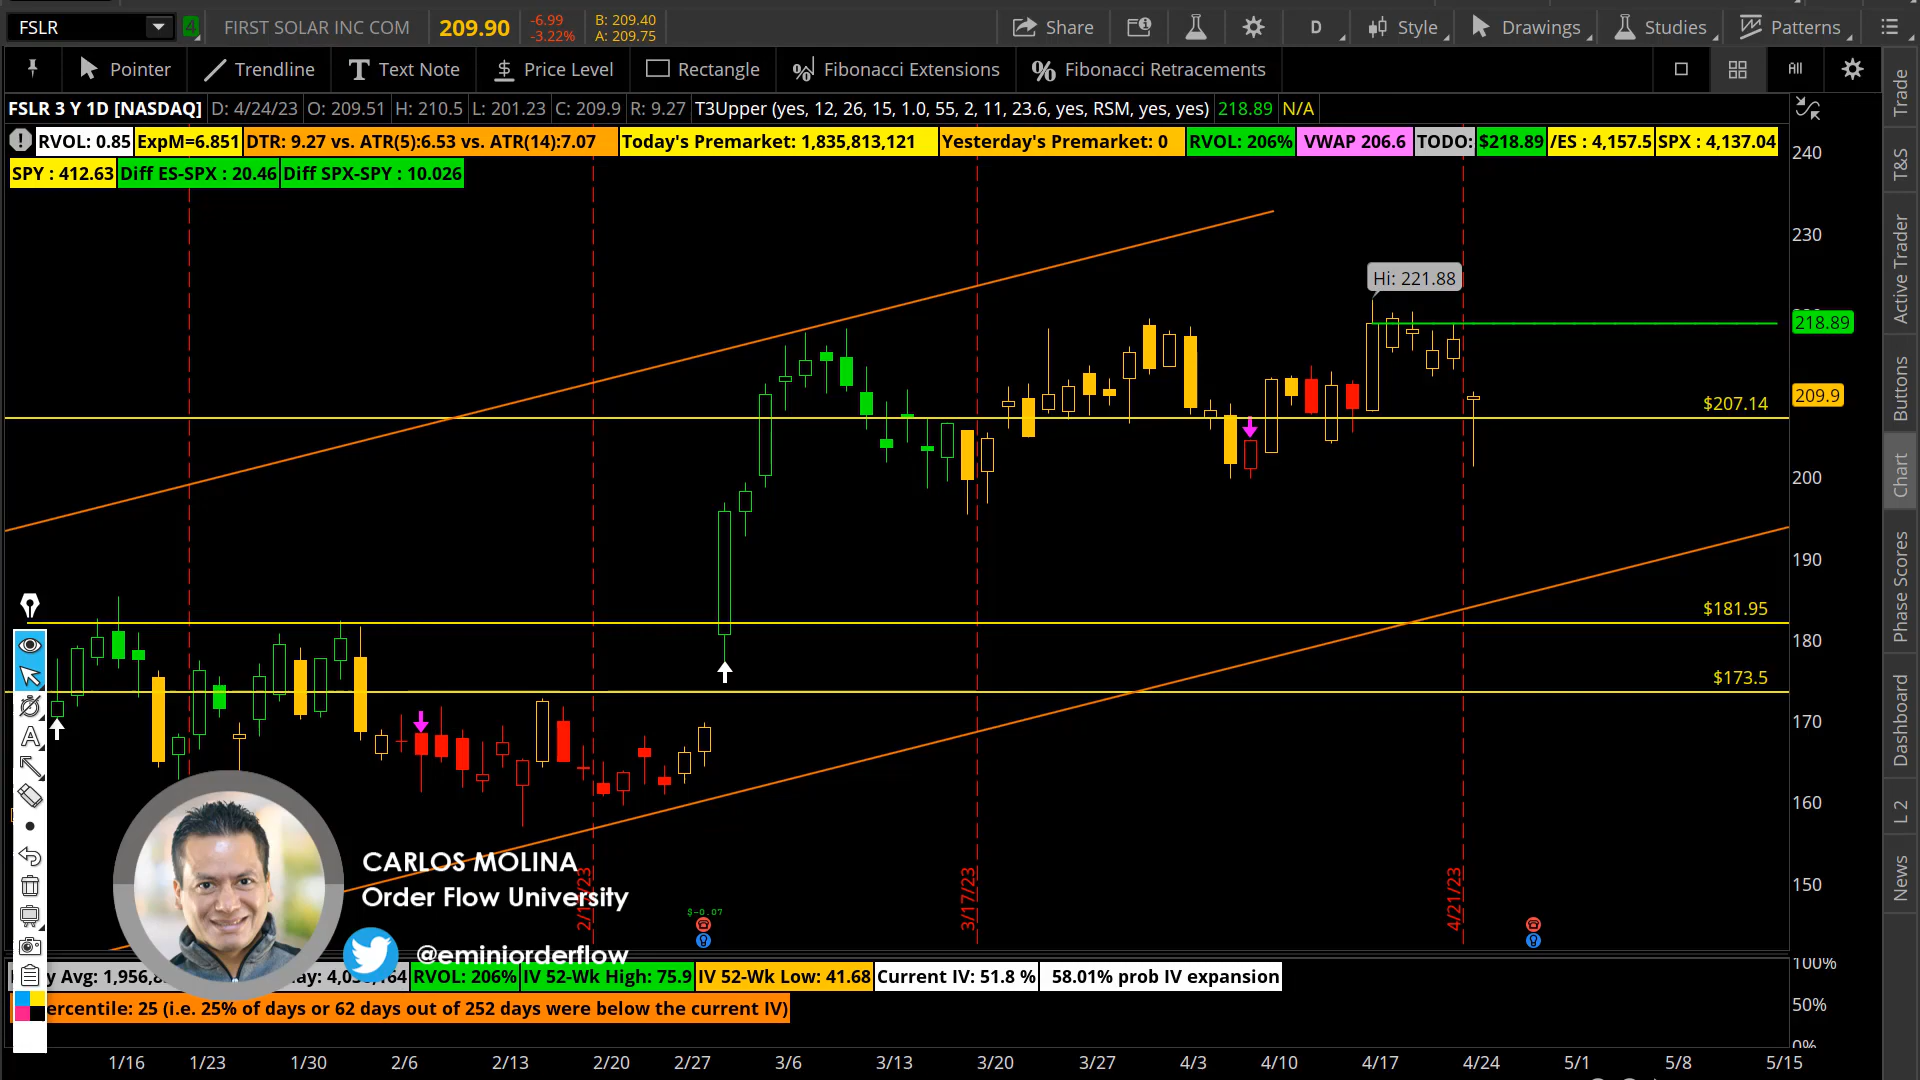 FSLR
4
FIRST SOLAR INC COM
209.90
-6.99
-3.22%
B: 209.40
A: 209.75
Share
D
Style
Drawings
Studies
Patterns
Pointer
Trendline
Text Note
Price Level
Rectangle
Fibonacci Extensions
Fibonacci Retracements
All
FSLR 3 Y 1D [NASDAQ] D: 4/24/23 O: 209.51 H: 210.5 L: 201.23 C: 209.9 R: 9.27 T3Upper (yes, 12, 26, 15, 1.0, 55, 2, 11, 23.6, yes, RSM, yes, yes) 218.89 N/A
RVOL: 0.85 ExpM=6.851 DTR: 9.27 vs. ATR(5):6.53 vs. ATR(14):7.07 Today's Premarket: 1,835,813,121 Yesterday's Premarket: 0 RVOL: 206% VWAP 206.6 TODO: $218.89 /ES : 4,157.5 SPX : 4,137.04
SPY : 412.63 Diff ES-SPX : 20.46 Diff SPX-SPY : 10.026
240
230
Hi: 221.88
218.89
209.9
$207.14
200
190
$181.95
180
$173.5
170
160
150
3/17/23
4/21/23
$-0.07
CARLOS MOLINA
Order Flow University
@eminiorderflow
y Avg: 1,956,8
RVOL: 206% IV 52-Wk High: 75.9 IV 52-Wk Low: 41.68 Current IV: 51.8 % 58.01% prob IV expansion
ercentile: 25 (i.e. 25% of days or 62 days out of 252 days were below the current IV)
100%
50%
0%
1/16 1/23 1/30 2/6 2/13 2/20 2/27 3/6 3/13 3/20 3/27 4/3 4/10 4/17 4/24 5/1 5/8 5/15
Trade
T&S
Active Trader
Buttons
Chart
Phase Scores
Dashboard
L 2
News